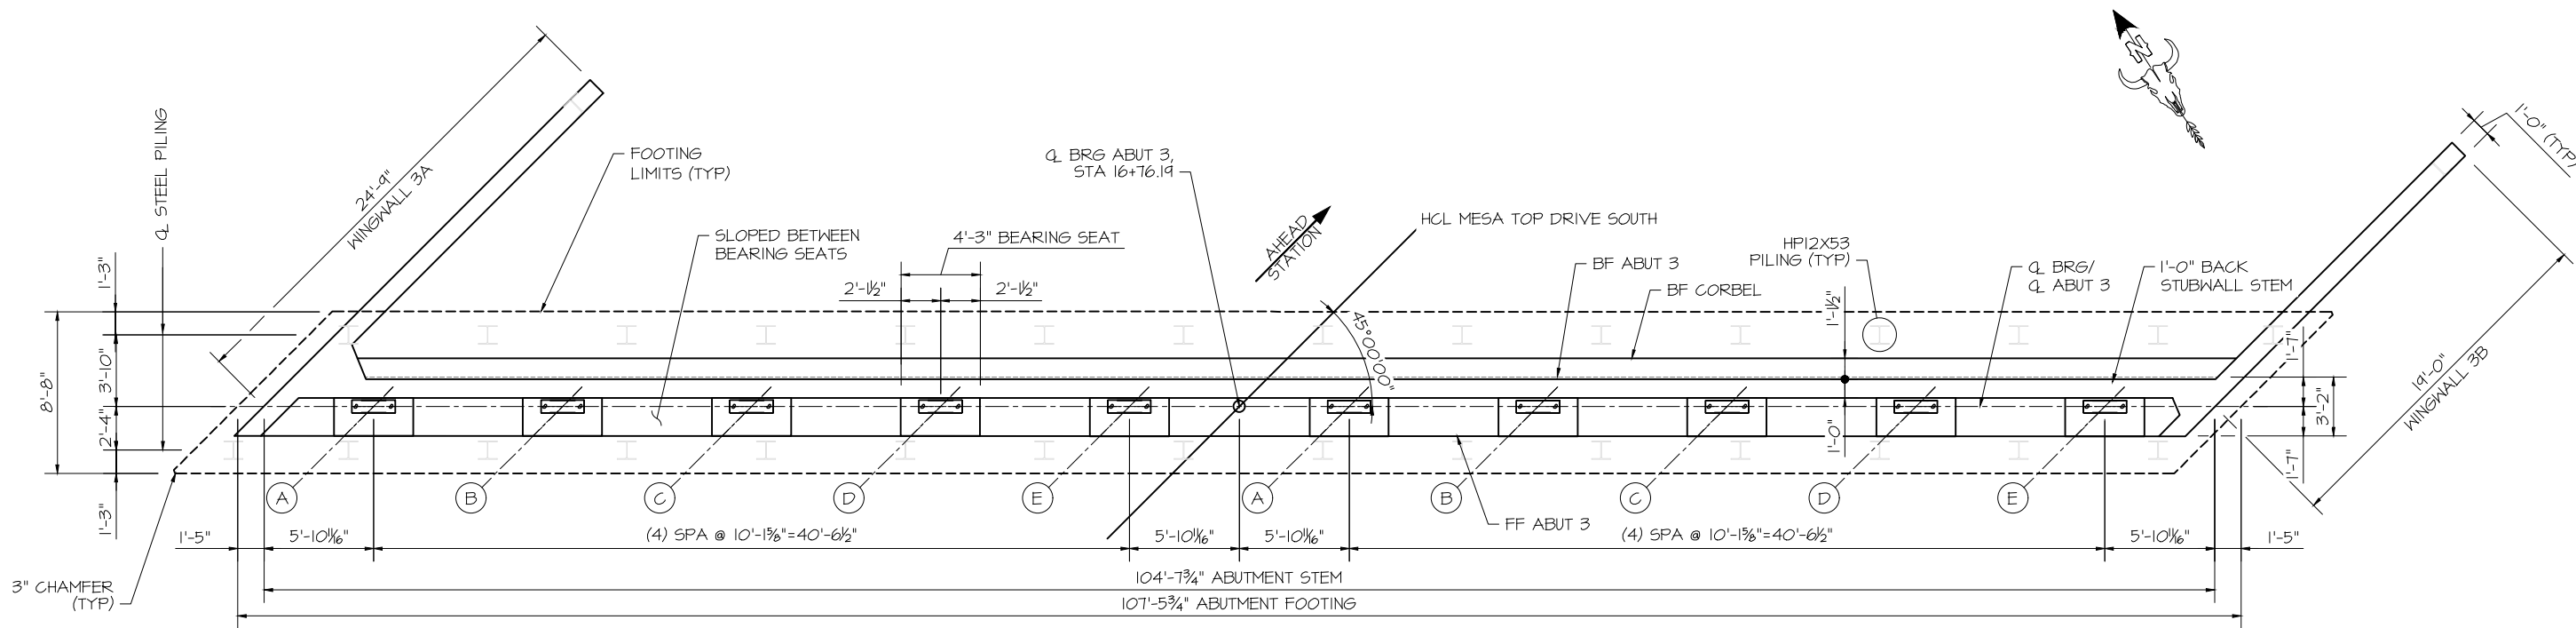 N
24'-9"
WINGWALL 3A
℄ STEEL PILING
FOOTING
LIMITS (TYP)
℄ BRG ABUT 3,
STA 16+76.19
AHEAD
STATION
HCL MESA TOP DRIVE SOUTH
1'-0" (TYP)
SLOPED BETWEEN
BEARING SEATS
4'-3" BEARING SEAT
2'-1½"
2'-1½"
HP12X53
PILING (TYP)
BF ABUT 3
BF CORBEL
℄ BRG/
℄ ABUT 3
1'-0" BACK
STUBWALL STEM
45°00'00"
1'-1½"
1'-0"
1'-3"
8'-8"
3'-10"
2'-4"
1'-3"
1'-7"
3'-2"
1'-7"
19'-0"
WINGWALL 3B
A
B
C
D
E
A
B
C
D
E
FF ABUT 3
1'-5"
5'-10¹¹⁄₁₆"
(4) SPA @ 10'-1⅝"=40'-6½"
5'-10¹¹⁄₁₆"
5'-10¹¹⁄₁₆"
(4) SPA @ 10'-1⅝"=40'-6½"
5'-10¹¹⁄₁₆"
1'-5"
3" CHAMFER
(TYP)
104'-7¾" ABUTMENT STEM
107'-5¾" ABUTMENT FOOTING